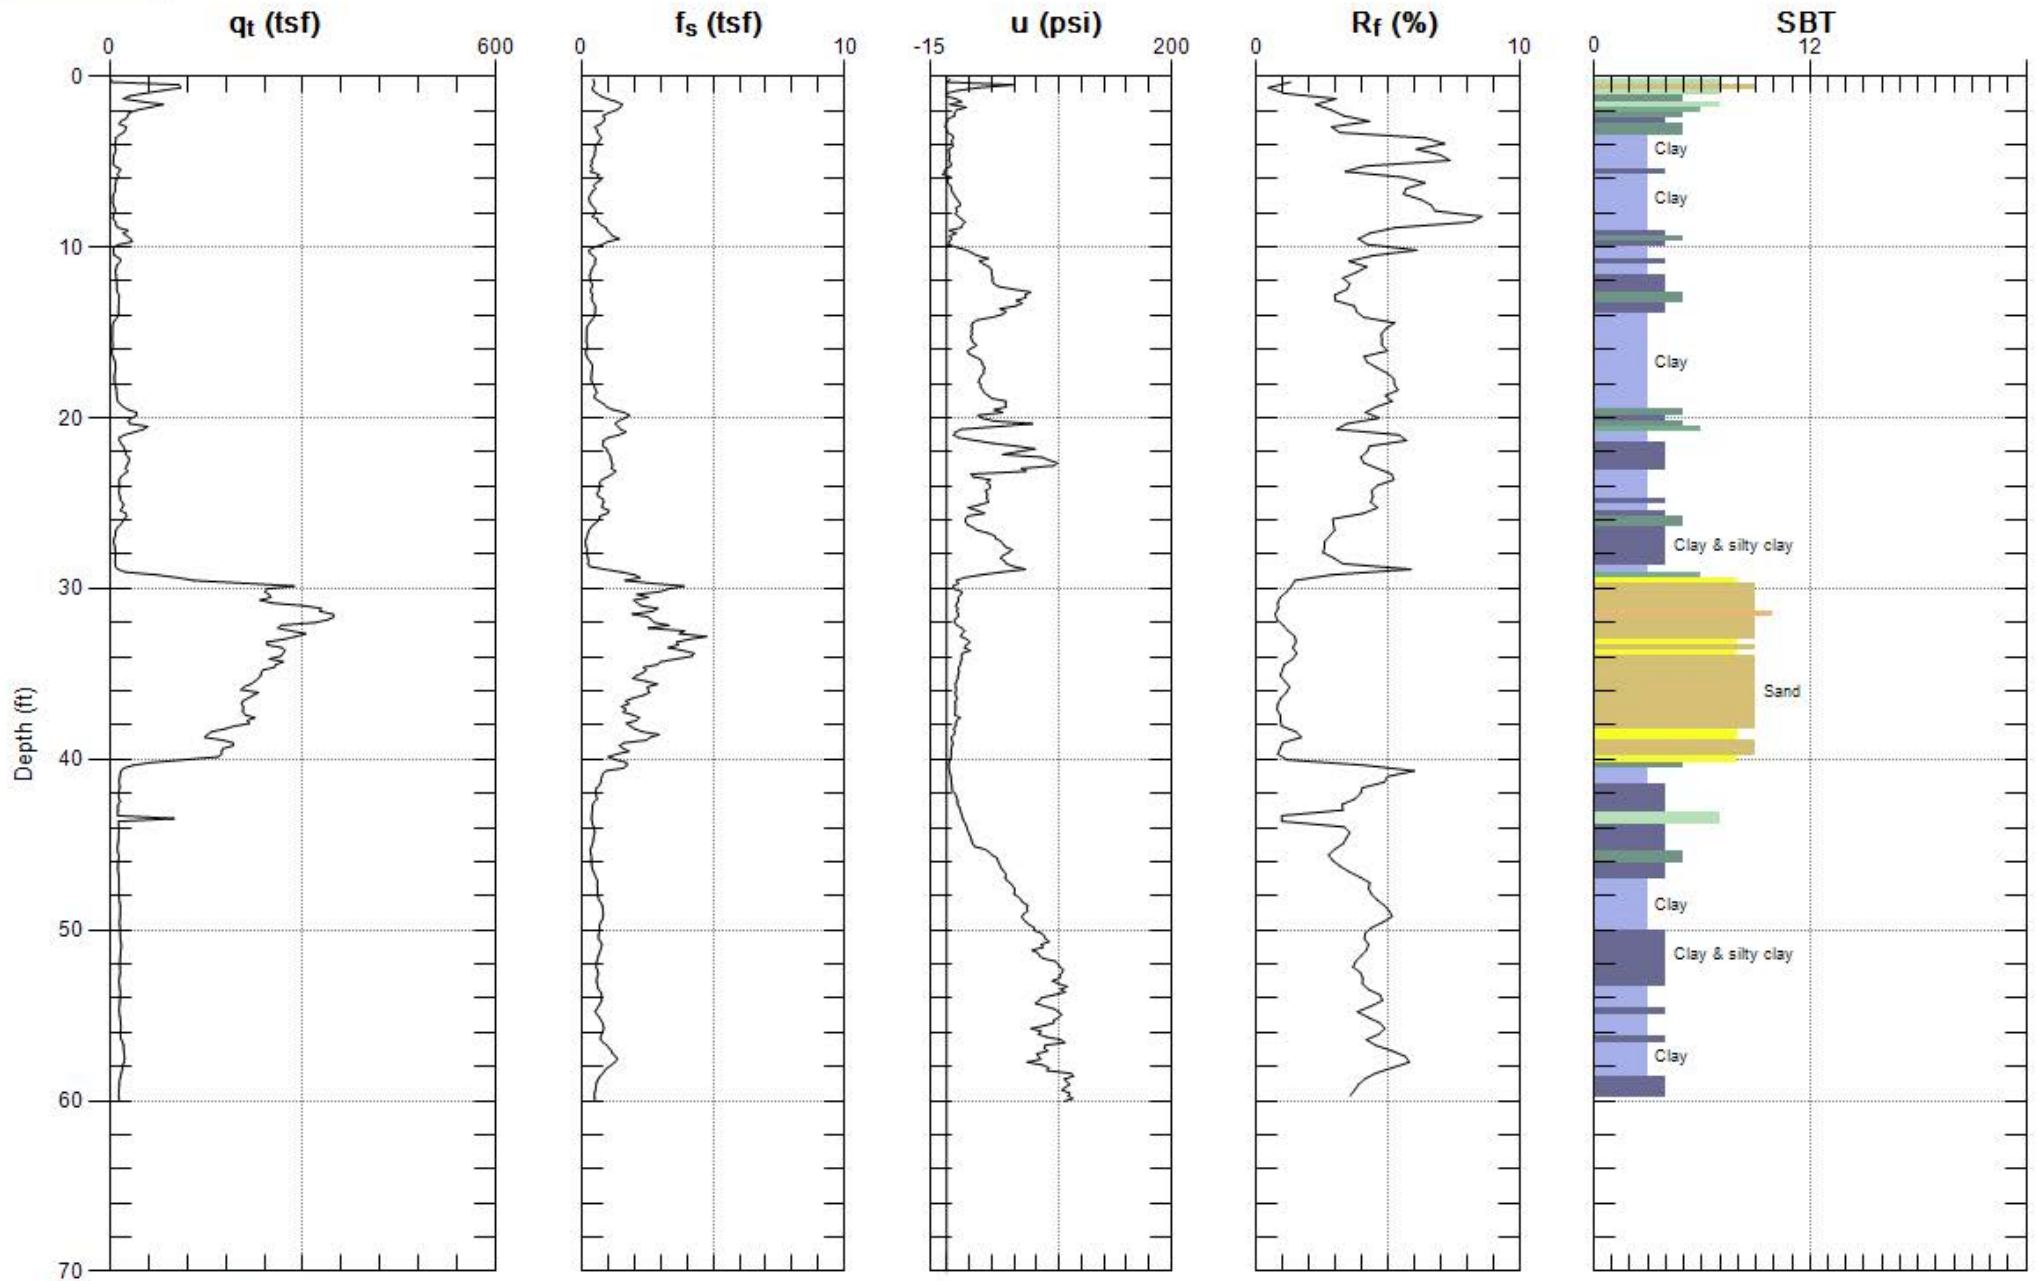 qt (tsf) fs (tsf) u (psi) Rf (%) SBT
0 600 0 10 -15 200 0 10 0 12
0
Clay
Clay
10
Clay
20
Clay & silty clay
30
Sand
Depth (ft)
40
Clay
50
Clay & silty clay
Clay
60
70